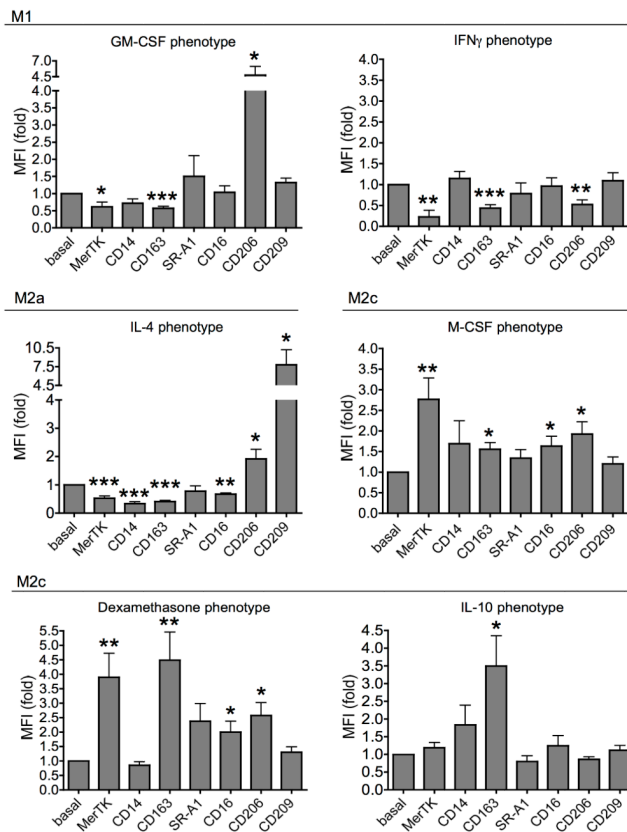 M1
GM-CSF phenotype
MFI (fold)
7.0
4.5
4.0
3.5
3.0
2.5
2.0
1.5
1.0
0.5
0.0
*
***
*
basal
MerTK
CD14
CD163
SR-A1
CD16
CD206
CD209
IFNγ phenotype
MFI (fold)
4.0
3.5
3.0
2.5
2.0
1.5
1.0
0.5
0.0
**
***
**
basal
MerTK
CD14
CD163
SR-A1
CD16
CD206
CD209
M2a
IL-4 phenotype
MFI (fold)
10.5
7.5
4.5
4
3
2
1
0
***
***
***
**
*
*
basal
MerTK
CD14
CD163
SR-A1
CD16
CD206
CD209
M2c
M-CSF phenotype
MFI (fold)
4.0
3.5
3.0
2.5
2.0
1.5
1.0
0.5
0.0
**
*
*
*
basal
MerTK
CD14
CD163
SR-A1
CD16
CD206
CD209
M2c
Dexamethasone phenotype
MFI (fold)
5.5
5.0
4.5
4.0
3.5
3.0
2.5
2.0
1.5
1.0
0.5
0.0
**
**
*
*
basal
MerTK
CD14
CD163
SR-A1
CD16
CD206
CD209
IL-10 phenotype
MFI (fold)
4.5
4.0
3.5
3.0
2.5
2.0
1.5
1.0
0.5
0.0
*
basal
MerTK
CD14
CD163
SR-A1
CD16
CD206
CD209